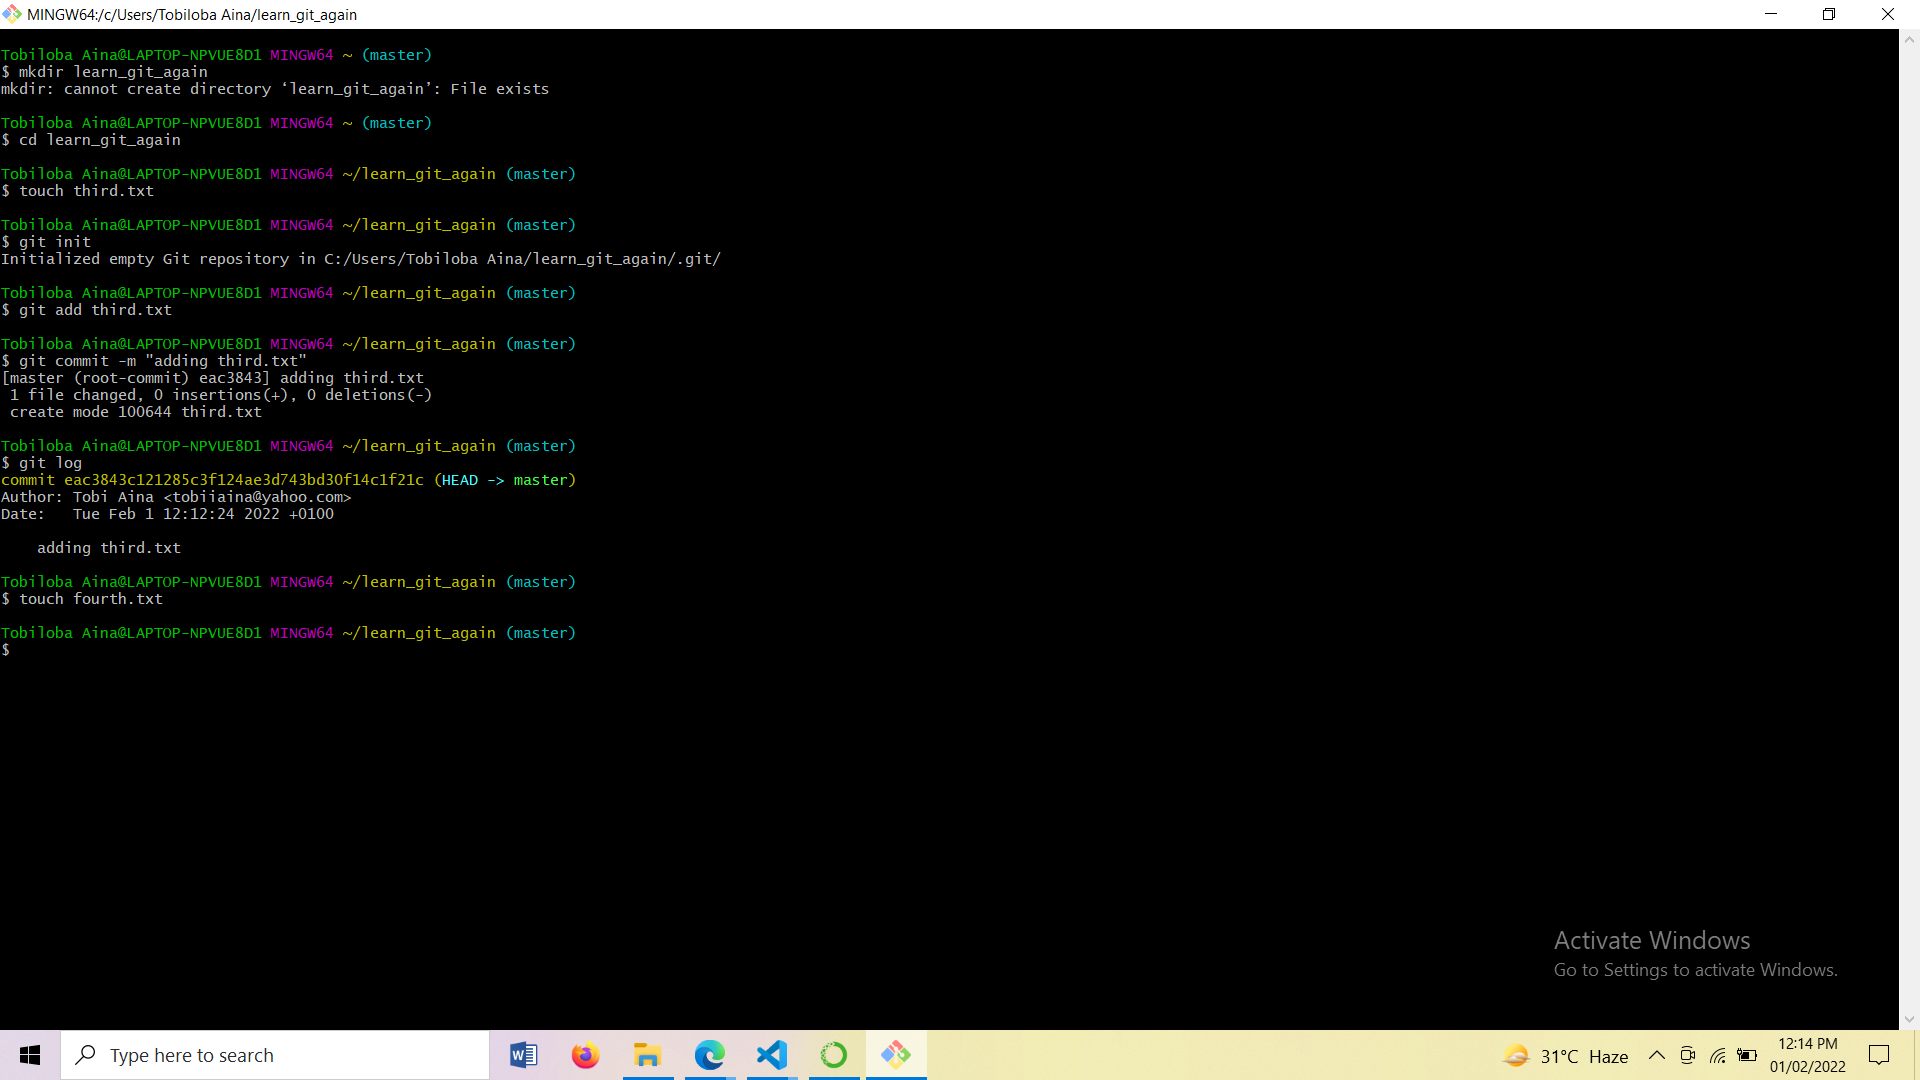 MINGW64:/c/Users/Tobiloba Aina/learn_git_again
Tobiloba Aina@LAPTOP-NPVUE8D1 MINGW64 ~ (master)
$ mkdir learn_git_again
mkdir: cannot create directory ‘learn_git_again’: File exists
Tobiloba Aina@LAPTOP-NPVUE8D1 MINGW64 ~ (master)
$ cd learn_git_again
Tobiloba Aina@LAPTOP-NPVUE8D1 MINGW64 ~/learn_git_again (master)
$ touch third.txt
Tobiloba Aina@LAPTOP-NPVUE8D1 MINGW64 ~/learn_git_again (master)
$ git init
Initialized empty Git repository in C:/Users/Tobiloba Aina/learn_git_again/.git/
Tobiloba Aina@LAPTOP-NPVUE8D1 MINGW64 ~/learn_git_again (master)
$ git add third.txt
Tobiloba Aina@LAPTOP-NPVUE8D1 MINGW64 ~/learn_git_again (master)
$ git commit -m "adding third.txt"
[master (root-commit) eac3843] adding third.txt
 1 file changed, 0 insertions(+), 0 deletions(-)
 create mode 100644 third.txt
Tobiloba Aina@LAPTOP-NPVUE8D1 MINGW64 ~/learn_git_again (master)
$ git log
commit eac3843c121285c3f124ae3d743bd30f14c1f21c (HEAD -> master)
Author: Tobi Aina <tobiiaina@yahoo.com>
Date:   Tue Feb 1 12:12:24 2022 +0100
    adding third.txt
Tobiloba Aina@LAPTOP-NPVUE8D1 MINGW64 ~/learn_git_again (master)
$ touch fourth.txt
Tobiloba Aina@LAPTOP-NPVUE8D1 MINGW64 ~/learn_git_again (master)
$
Activate Windows
Go to Settings to activate Windows.
Type here to search
31°C Haze
12:14 PM
01/02/2022